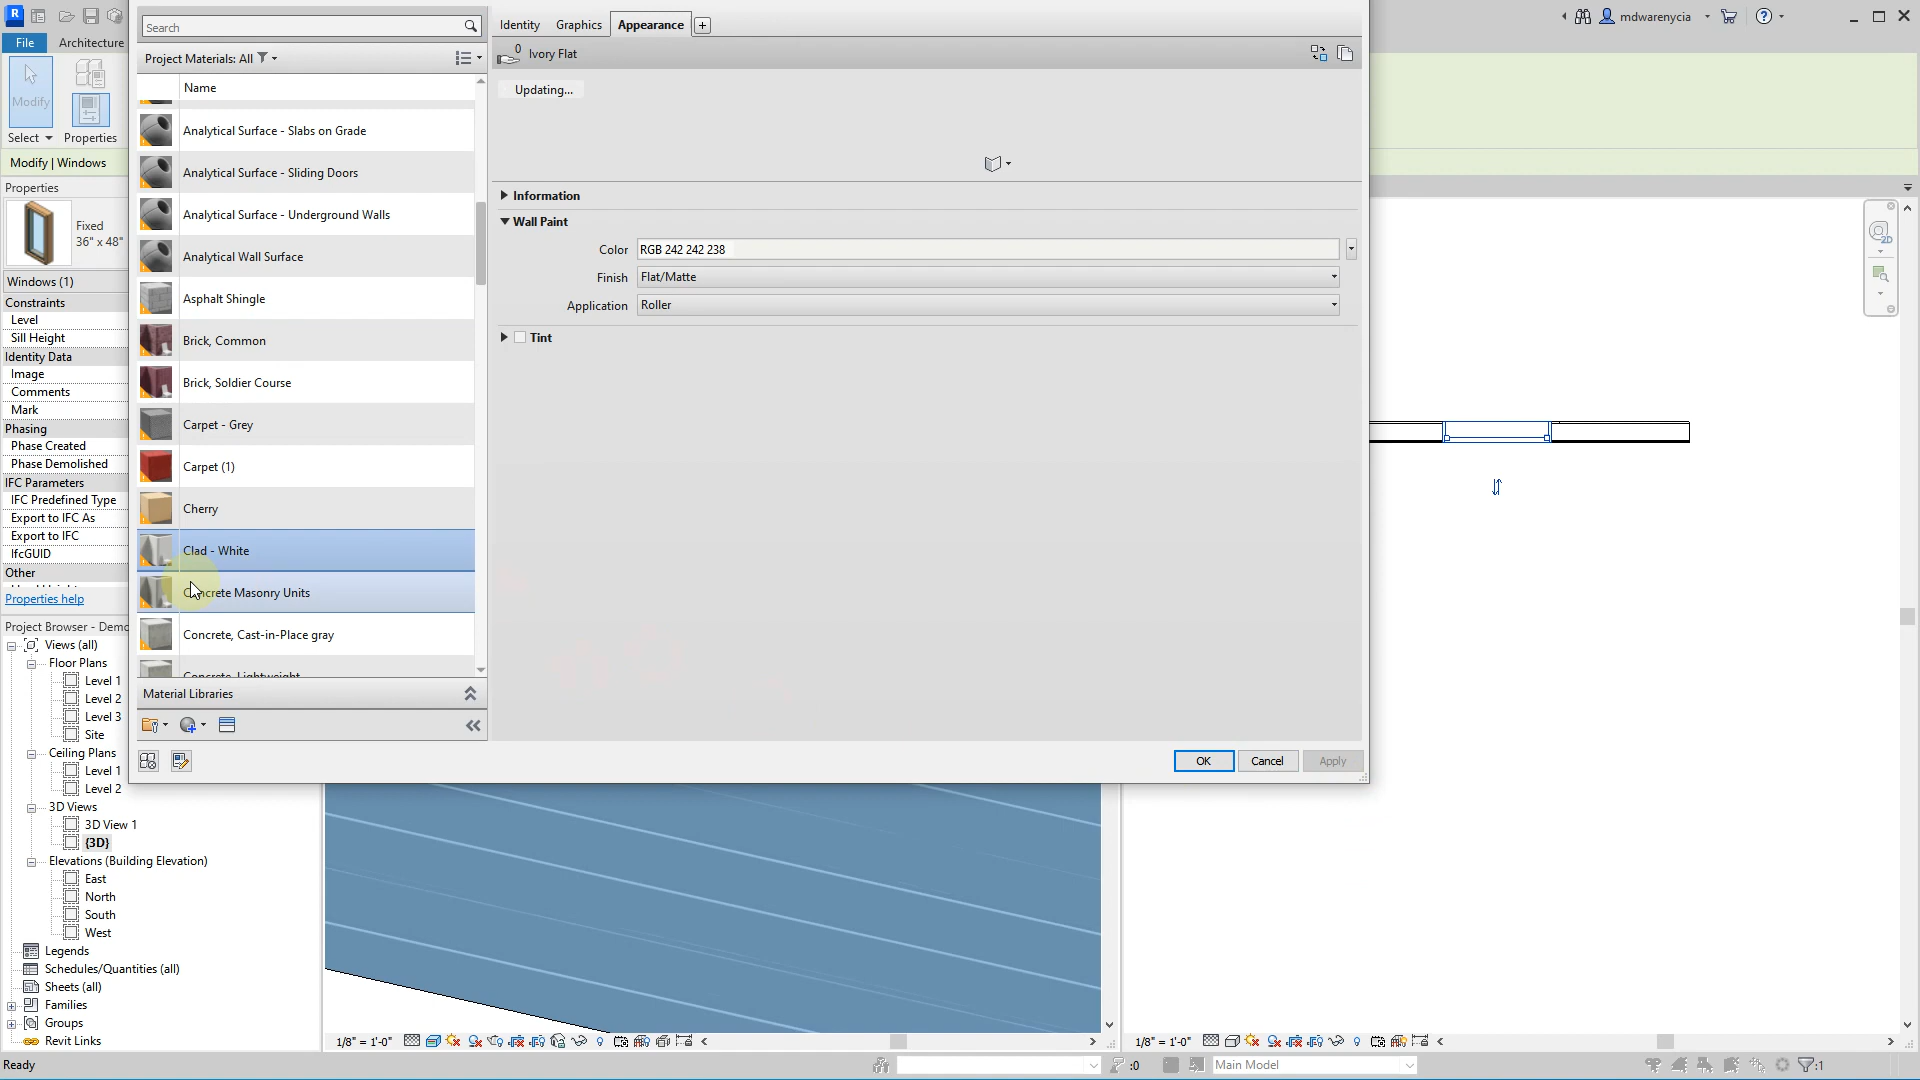 Search
Identity
Graphics
Appearance
mdwarenycia
File
Architecture
Project Materials: All
0
Ivory Flat
Name
Updating...
Modify
Analytical Surface - Slabs on Grade
Select
Properties
Modify | Windows
Analytical Surface - Sliding Doors
Properties
Information
Analytical Surface - Underground Walls
Wall Paint
Fixed
36" x 48"
Color
RGB 242 242 238
Analytical Wall Surface
Finish
Flat/Matte
Windows (1)
Asphalt Shingle
Application
Roller
Constraints
Level
Sill Height
Brick, Common
Tint
Identity Data
Image
Brick, Soldier Course
Comments
Mark
Carpet - Grey
Phasing
Phase Created
Phase Demolished
Carpet (1)
IFC Parameters
IFC Predefined Type
Cherry
Export to IFC As
Export to IFC
Clad - White
IfcGUID
Other
Concrete Masonry Units
Properties help
Project Browser - Demo
Concrete, Cast-in-Place gray
Views (all)
Floor Plans
Concrete, Lightweight
Level 1
Material Libraries
Level 2
Level 3
Site
Ceiling Plans
OK
Cancel
Apply
Level 1
Level 2
3D Views
3D View 1
{3D}
Elevations (Building Elevation)
East
North
South
West
Legends
Schedules/Quantities (all)
Sheets (all)
Families
Groups
Revit Links
1/8" = 1'-0"
1/8" = 1'-0"
Ready
:0
Main Model
:1